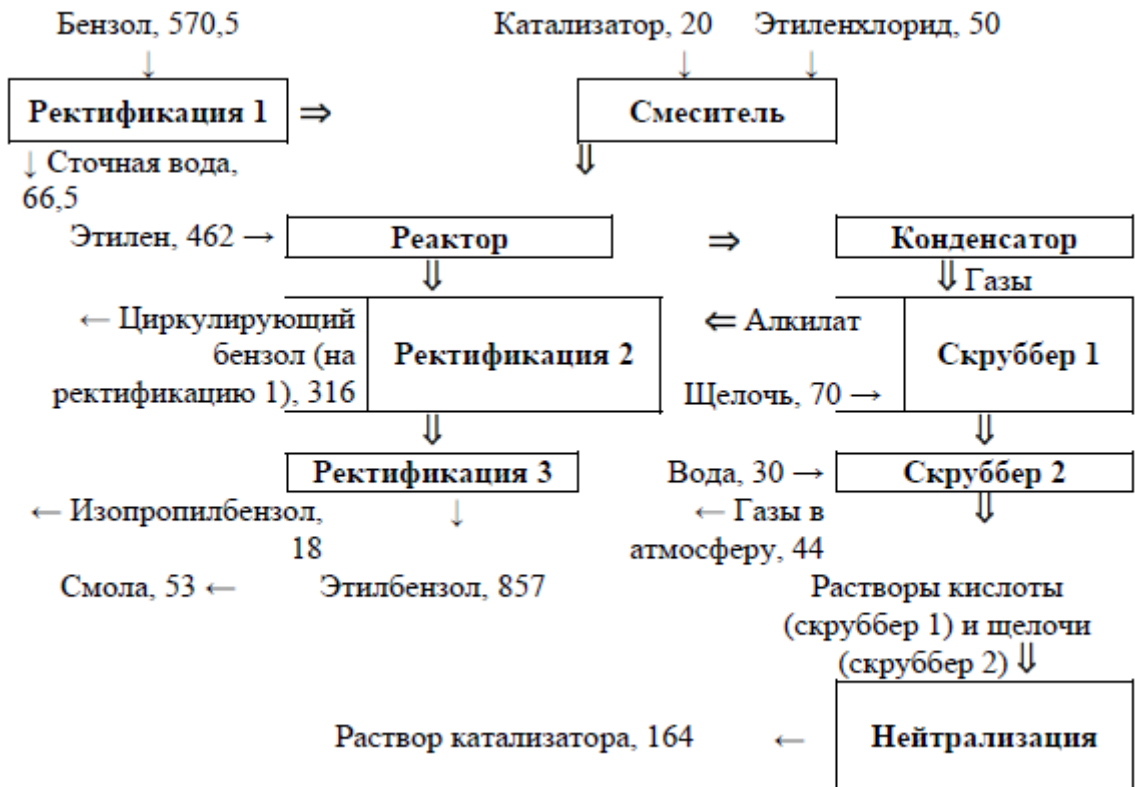 Бензол, 570,5
Катализатор, 20 Этиленхлорид, 50
↓ ↓ ↓
Ректификация 1 ⇒ Смеситель
↓ Сточная вода, ⇓
66,5
Этилен, 462 → Реактор ⇒ Конденсатор
⇓ ⇓ Газы
← Циркулирующий
бензол (на
ректификацию 1), 316
Ректификация 2
⇐ Алкилат
Щелочь, 70 →
Скруббер 1
⇓ ⇓
Ректификация 3 Вода, 30 → Скруббер 2
← Изопропилбензол,
18
↓
← Газы в
атмосферу, 44
⇓
Смола, 53 ← Этилбензол, 857
Растворы кислоты
(скруббер 1) и щелочи
(скруббер 2) ⇓
Раствор катализатора, 164 ← Нейтрализация